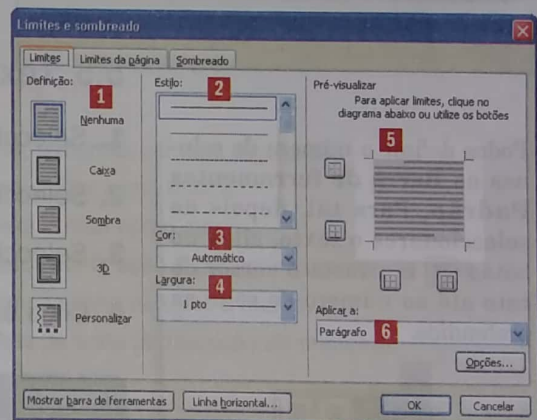 Limites e sombreado
Limites
Limites da página
Sombreado
Definição:
1
Nenhuma
Caixa
Sombra
3D
Personalizar
Estilo:
2
Cor:
3
Automático
Largura:
4
1 pto
Pré-visualizar
Para aplicar limites, clique no
diagrama abaixo ou utilize os botões
5
Aplicar a:
Parágrafo
6
Opções...
Mostrar barra de ferramentas
Linha horizontal...
OK
Cancelar